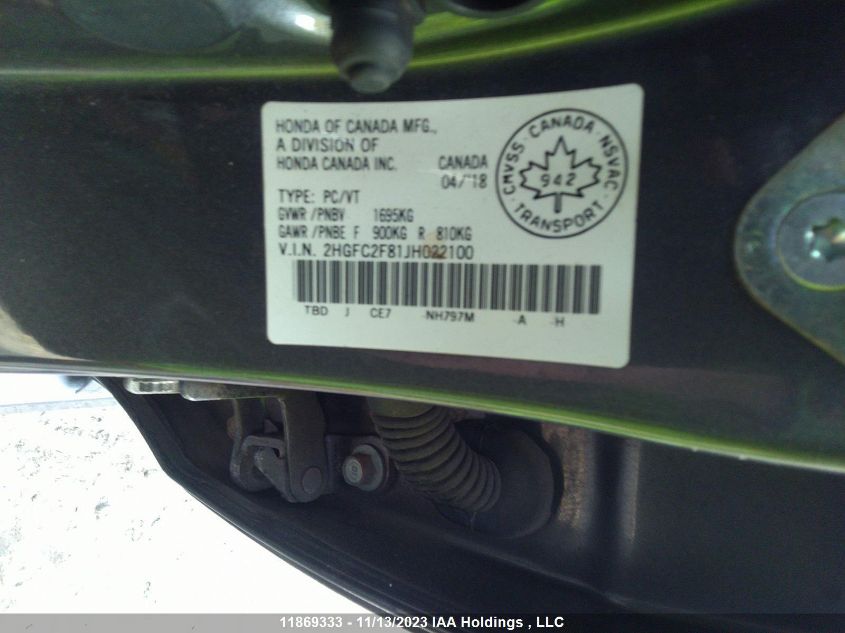 HONDA OF CANADA MFG.,
A DIVISION OF
HONDA CANADA INC. CANADA
04/'18
TYPE: PC/VT
GVWR /PNBV 1695KG
GAWR /PNBE F 900KG R 810KG
V.I.N. 2HGFC2F81JH022100
TBD J CE7 -NH797M -A -H
CMVSS · CANADA · NSVAC
942
· TRANSPORT ·
11869333 - 11/13/2023 IAA Holdings , LLC